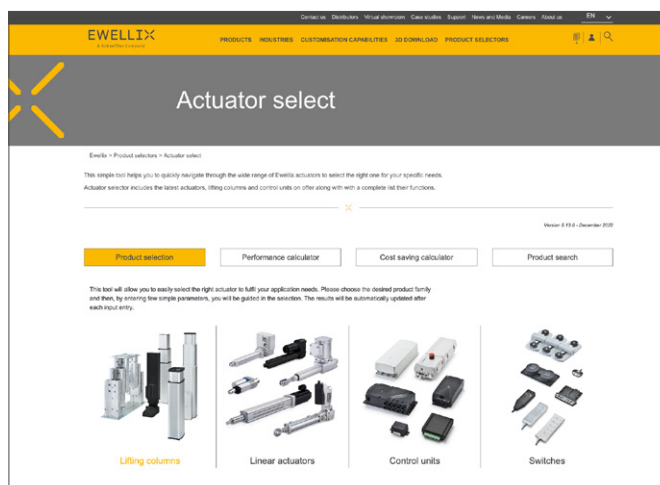 Contact us Distributors Virtual showroom Case studies Support News and Media Careers About us EN
EWELLIX
A Schaeffler Company
PRODUCTS INDUSTRIES CUSTOMISATION CAPABILITIES 3D DOWNLOAD PRODUCT SELECTORS
Actuator select
Ewellix > Product selectors > Actuator select
This simple tool helps you to quickly navigate through the wide range of Ewellix actuators to select the right one for your specific needs.
Actuator selector includes the latest actuators, lifting columns and control units on offer along with with a complete list their functions.
Product selection Performance calculator Cost saving calculator Product search
This tool will allow you to easily select the right actuator to fulfil your application needs. Please choose the desired product family
and then, by entering few simple parameters, you will be guided in the selection. The results will be automatically updated after
each input entry.
Lifting columns Linear actuators Control units Switches